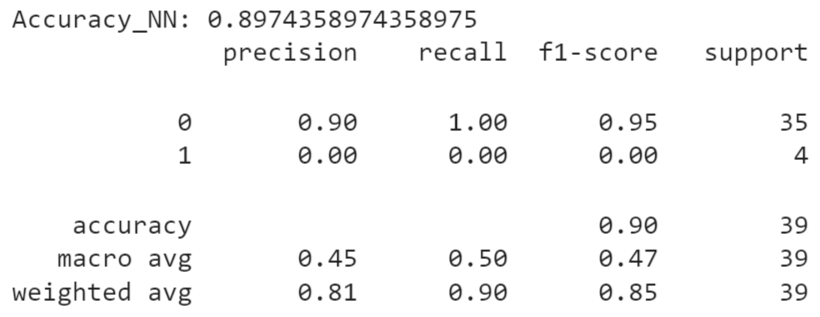 Accuracy_NN: 0.8974358974358975
precision recall f1-score support
0 0.90 1.00 0.95 35
1 0.00 0.00 0.00 4
accuracy 0.90 39
macro avg 0.45 0.50 0.47 39
weighted avg 0.81 0.90 0.85 39